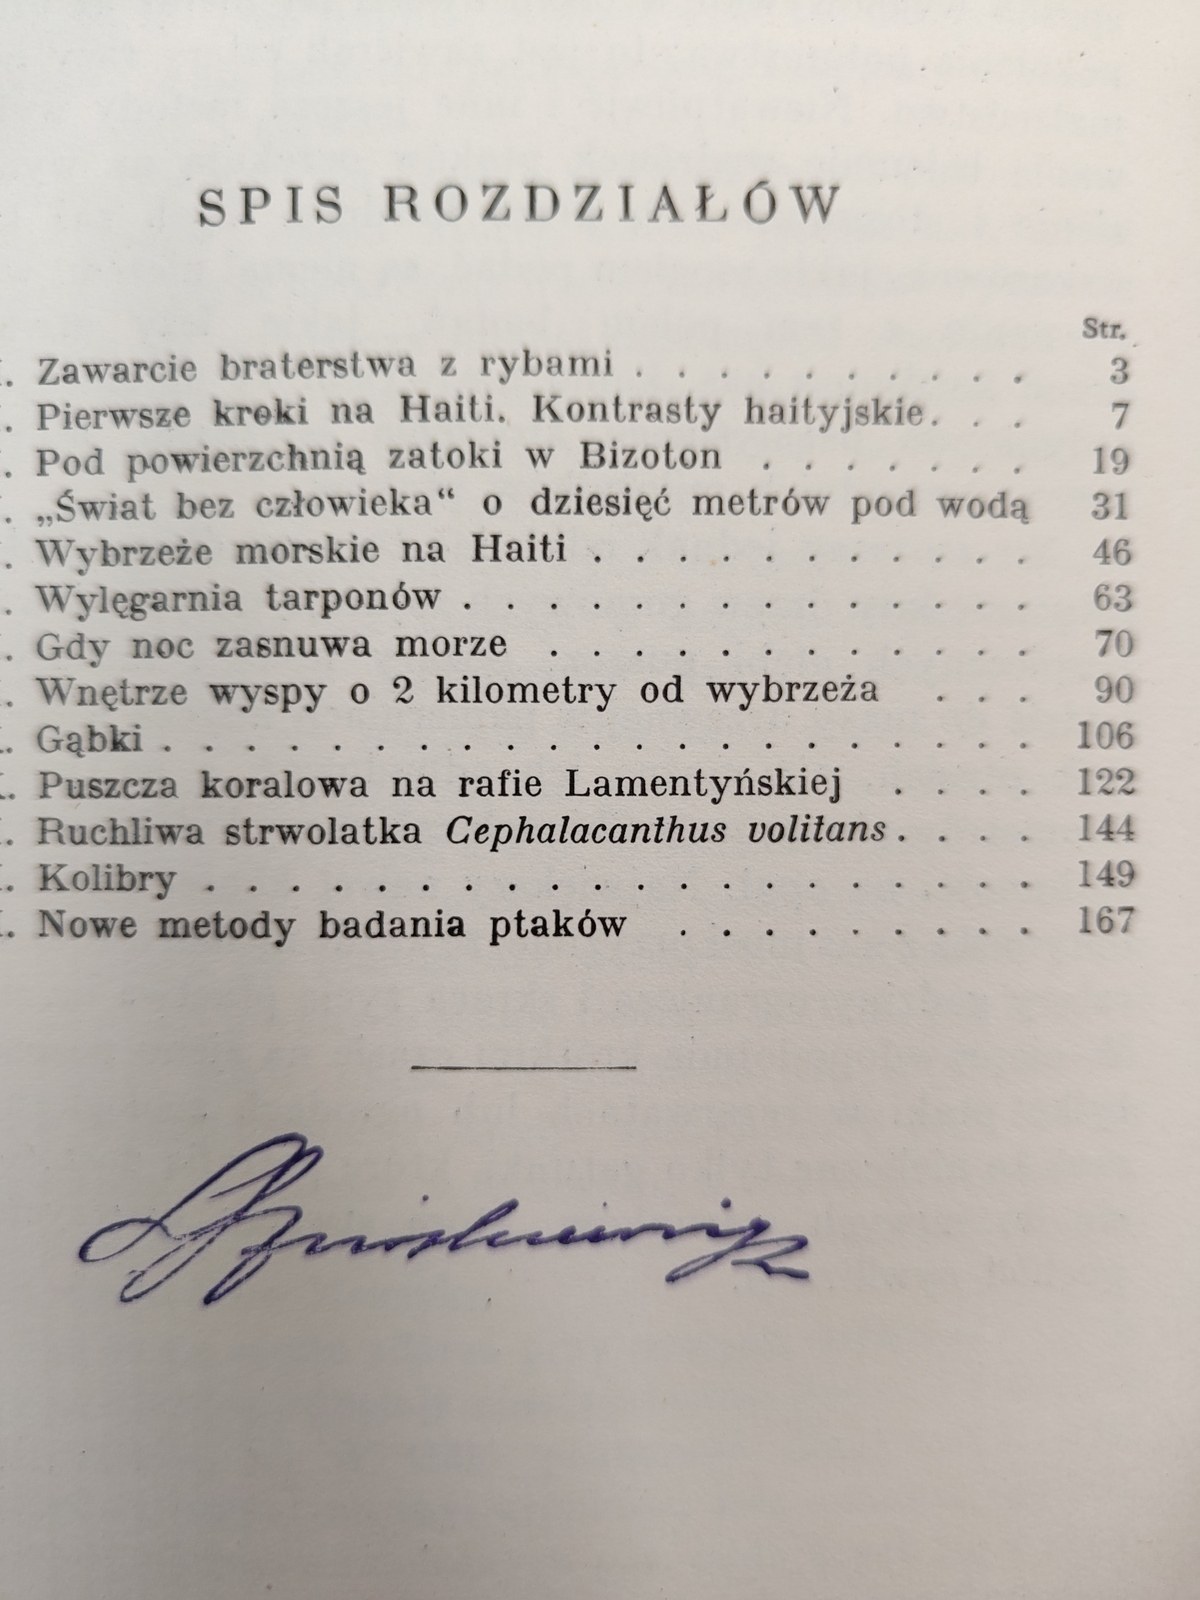 SPIS ROZDZIAŁÓW
Str.
. Zawarcie braterstwa z rybami . . . . . . . . . . 3
. Pierwsze kroki na Haiti. Kontrasty haityjskie. . . 7
. Pod powierzchnią zatoki w Bizoton . . . . . . . 19
. „Świat bez człowieka“ o dziesięć metrów pod wodą 31
. Wybrzeże morskie na Haiti . . . . . . . . . . . 46
. Wylęgarnia tarponów . . . . . . . . . . . . . . 63
. Gdy noc zasnuwa morze . . . . . . . . . . . . 70
. Wnętrze wyspy o 2 kilometry od wybrzeża . . . 90
. Gąbki . . . . . . . . . . . . . . . . . . . . . 106
. Puszcza koralowa na rafie Lamentyńskiej . . . . 122
. Ruchliwa strwolatka Cephalacanthus volitans . . . . 144
. Kolibry . . . . . . . . . . . . . . . . . . . . 149
. Nowe metody badania ptaków . . . . . . . . . 167